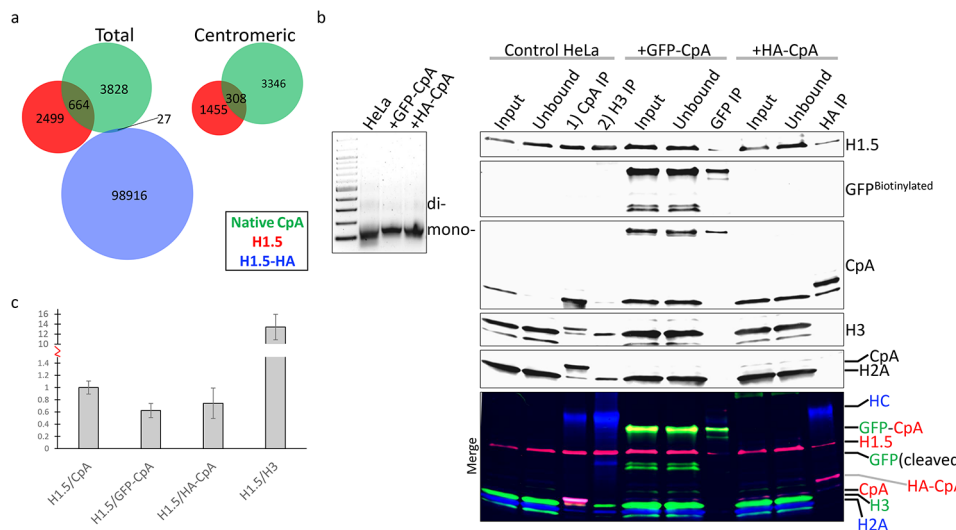 a
Total
Centromeric
3828
664
2499
27
98916
3346
308
1455
Native CpA
H1.5
H1.5-HA
b
HeLa
+GFP-CpA
+HA-CpA
di-
mono-
Control HeLa
+GFP-CpA
+HA-CpA
Input
Unbound
1) CpA IP
2) H3 IP
Input
Unbound
GFP IP
Input
Unbound
HA IP
H1.5
GFPBiotinylated
CpA
H3
CpA
H2A
Merge
HC
GFP-CpA
H1.5
GFP(cleaved
HA-CpA
CpA
H3
H2A
c
16
14
12
10
1.4
1.2
1
0.8
0.6
0.4
0.2
0
H1.5/CpA
H1.5/GFP-CpA
H1.5/HA-CpA
H1.5/H3